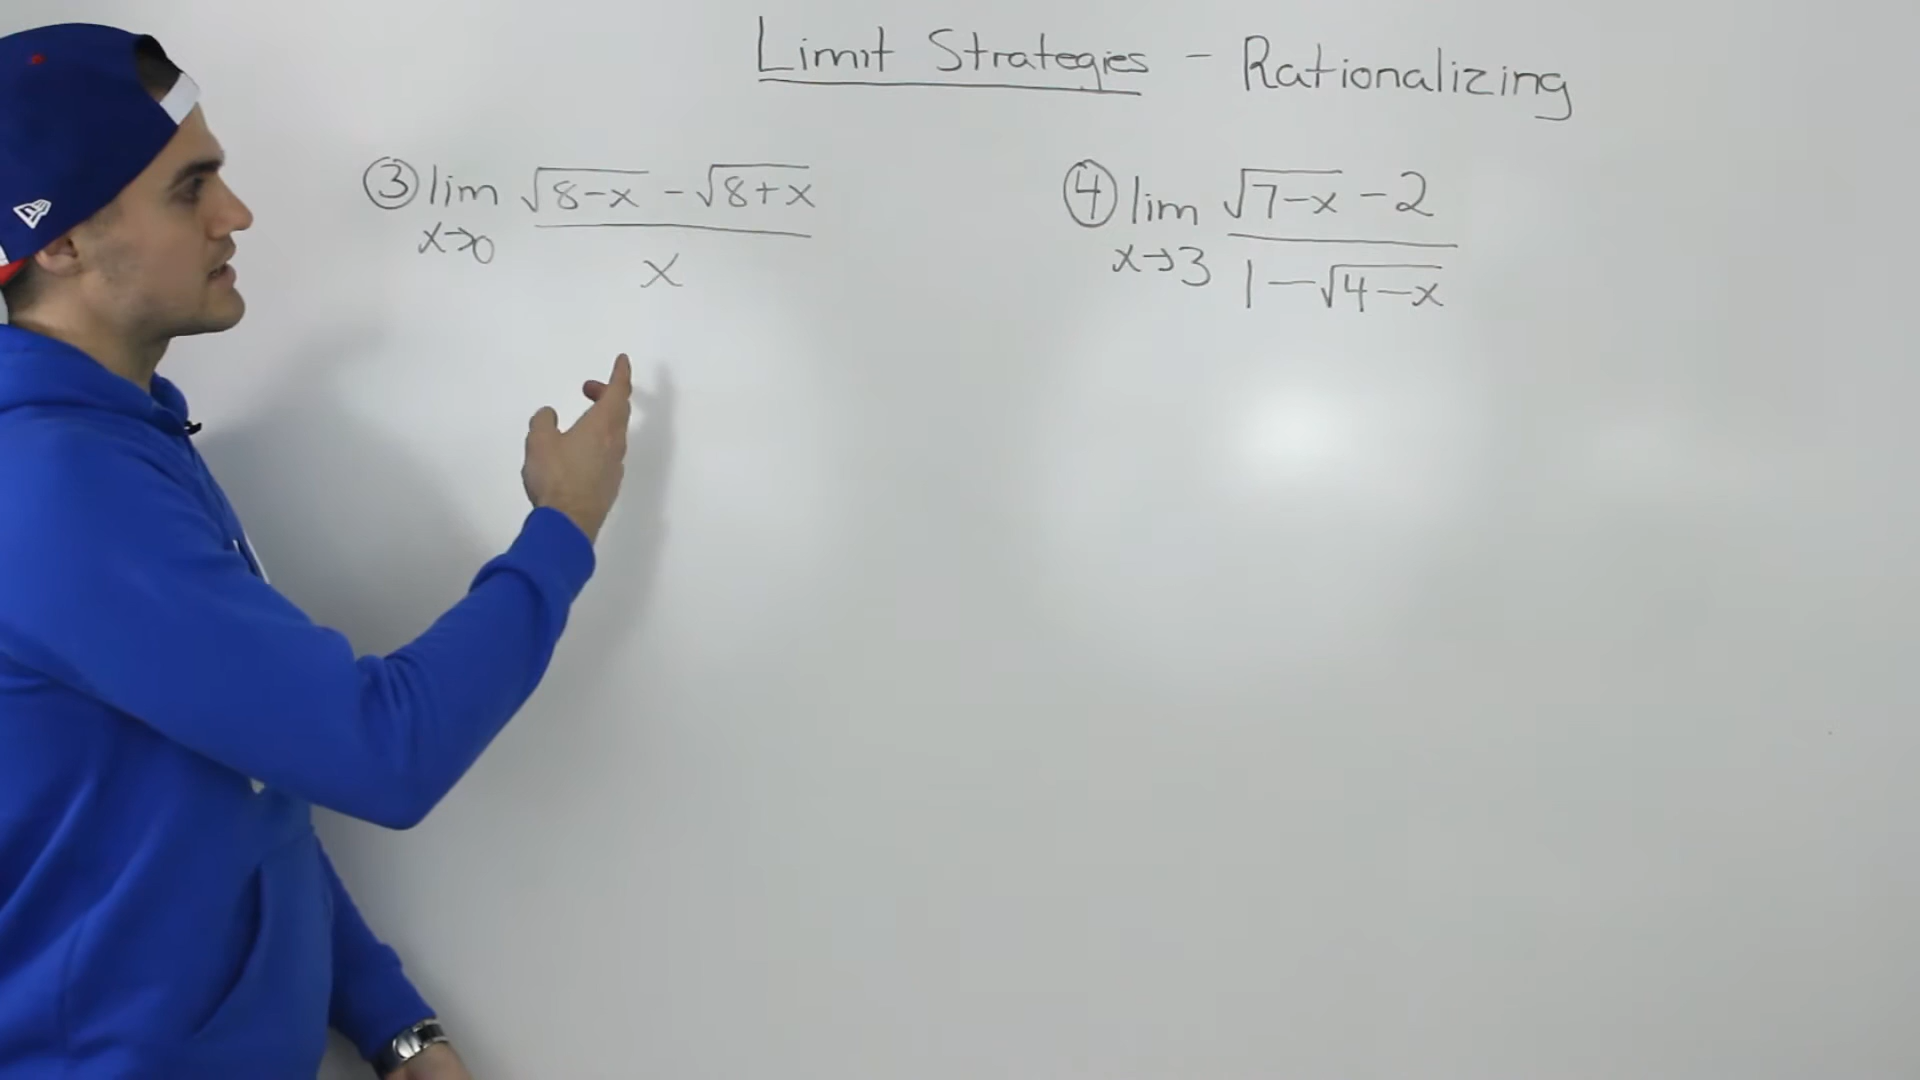 Limit Strategies - Rationalizing
③ lim x→0 (√(8-x) - √(8+x)) / x
④ lim x→3 (√(7-x) - 2) / (1 - √(4-x))